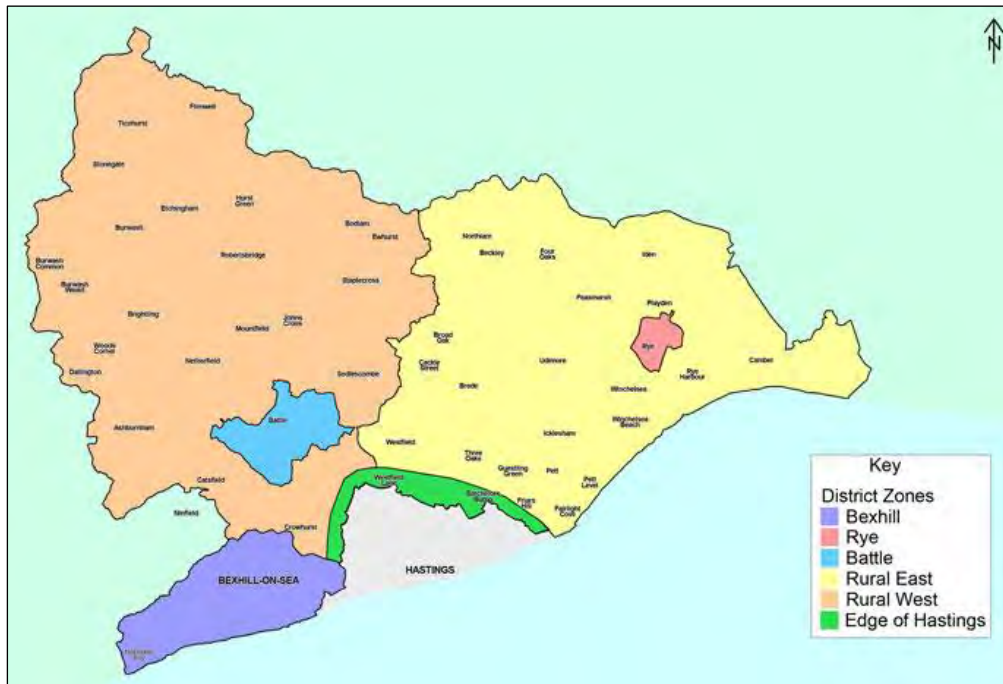 N
Flimwell
Ticehurst
Stonegate
Etchingham
Hurst
Green
Burwash
Bodiam
Ewhurst
Northiam
Beckley
Four
Oaks
Iden
Burwash
Common
Robertsbridge
Burwash
Weald
Staplecross
Peasmarsh
Playden
Brightling
Mountfield
Johns
Cross
Woods
Corner
Broad
Oak
Rye
Netherfield
Cackle
Street
Udimore
Camber
Dallington
Sedlescombe
Rye
Harbour
Brede
Winchelsea
Battle
Ashburnham
Winchelsea
Beach
Icklesham
Westfield
Three
Oaks
Guestling
Green
Pett
Pett
Level
Catsfield
Westfield
Lane
Friars
Hill
Fairlight
Cove
Ninfield
Crowhurst
HASTINGS
BEXHILL-ON-SEA
Key
District Zones
Bexhill
Rye
Battle
Rural East
Rural West
Edge of Hastings